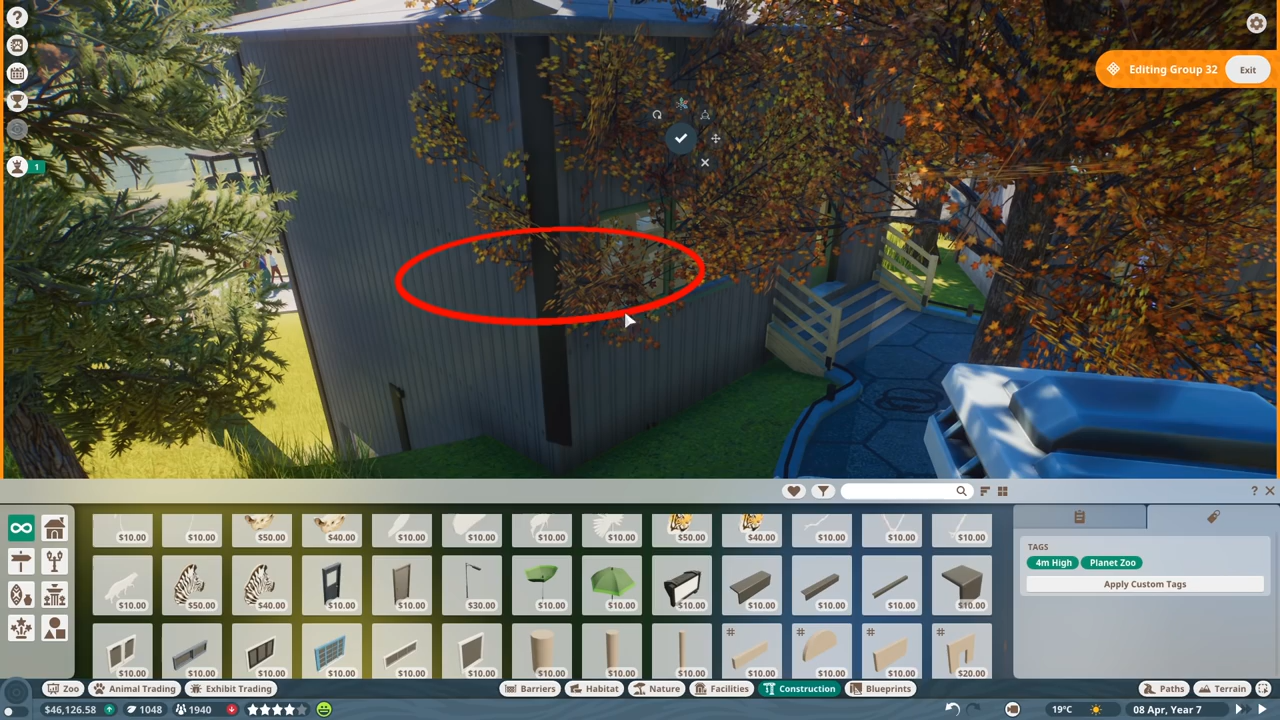 ?
Editing Group 32
Exit
1
?
$10.00 $10.00 $50.00 $40.00 $10.00 $10.00 $10.00 $10.00 $50.00 $40.00 $10.00 $10.00 $10.00
$10.00 $50.00 $40.00 $10.00 $10.00 $30.00 $10.00 $10.00 $10.00 $10.00 $10.00 $10.00 $10.00
$10.00 $10.00 $10.00 $10.00 $10.00 $10.00 $10.00 $10.00 $10.00 $10.00 $10.00 $10.00 $20.00
TAGS
4m High Planet Zoo
Apply Custom Tags
Zoo Animal Trading Exhibit Trading Barriers Habitat Nature Facilities Construction Blueprints Paths Terrain
$46,126.58 1048 1940 19°C 08 Apr, Year 7